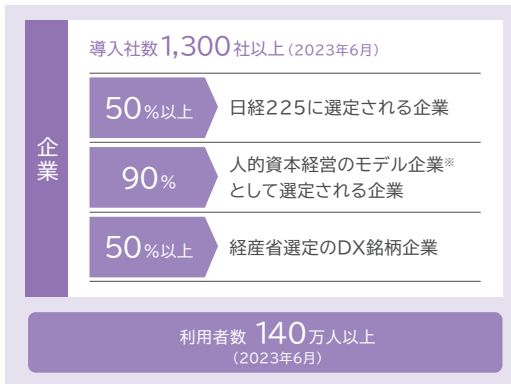 企業
導入社数1,300社以上(2023年6月)
50%以上 日経225に選定される企業
90% 人的資本経営のモデル企業※
として選定される企業
50%以上 経産省選定のDX銘柄企業
利用者数 140万人以上
(2023年6月)